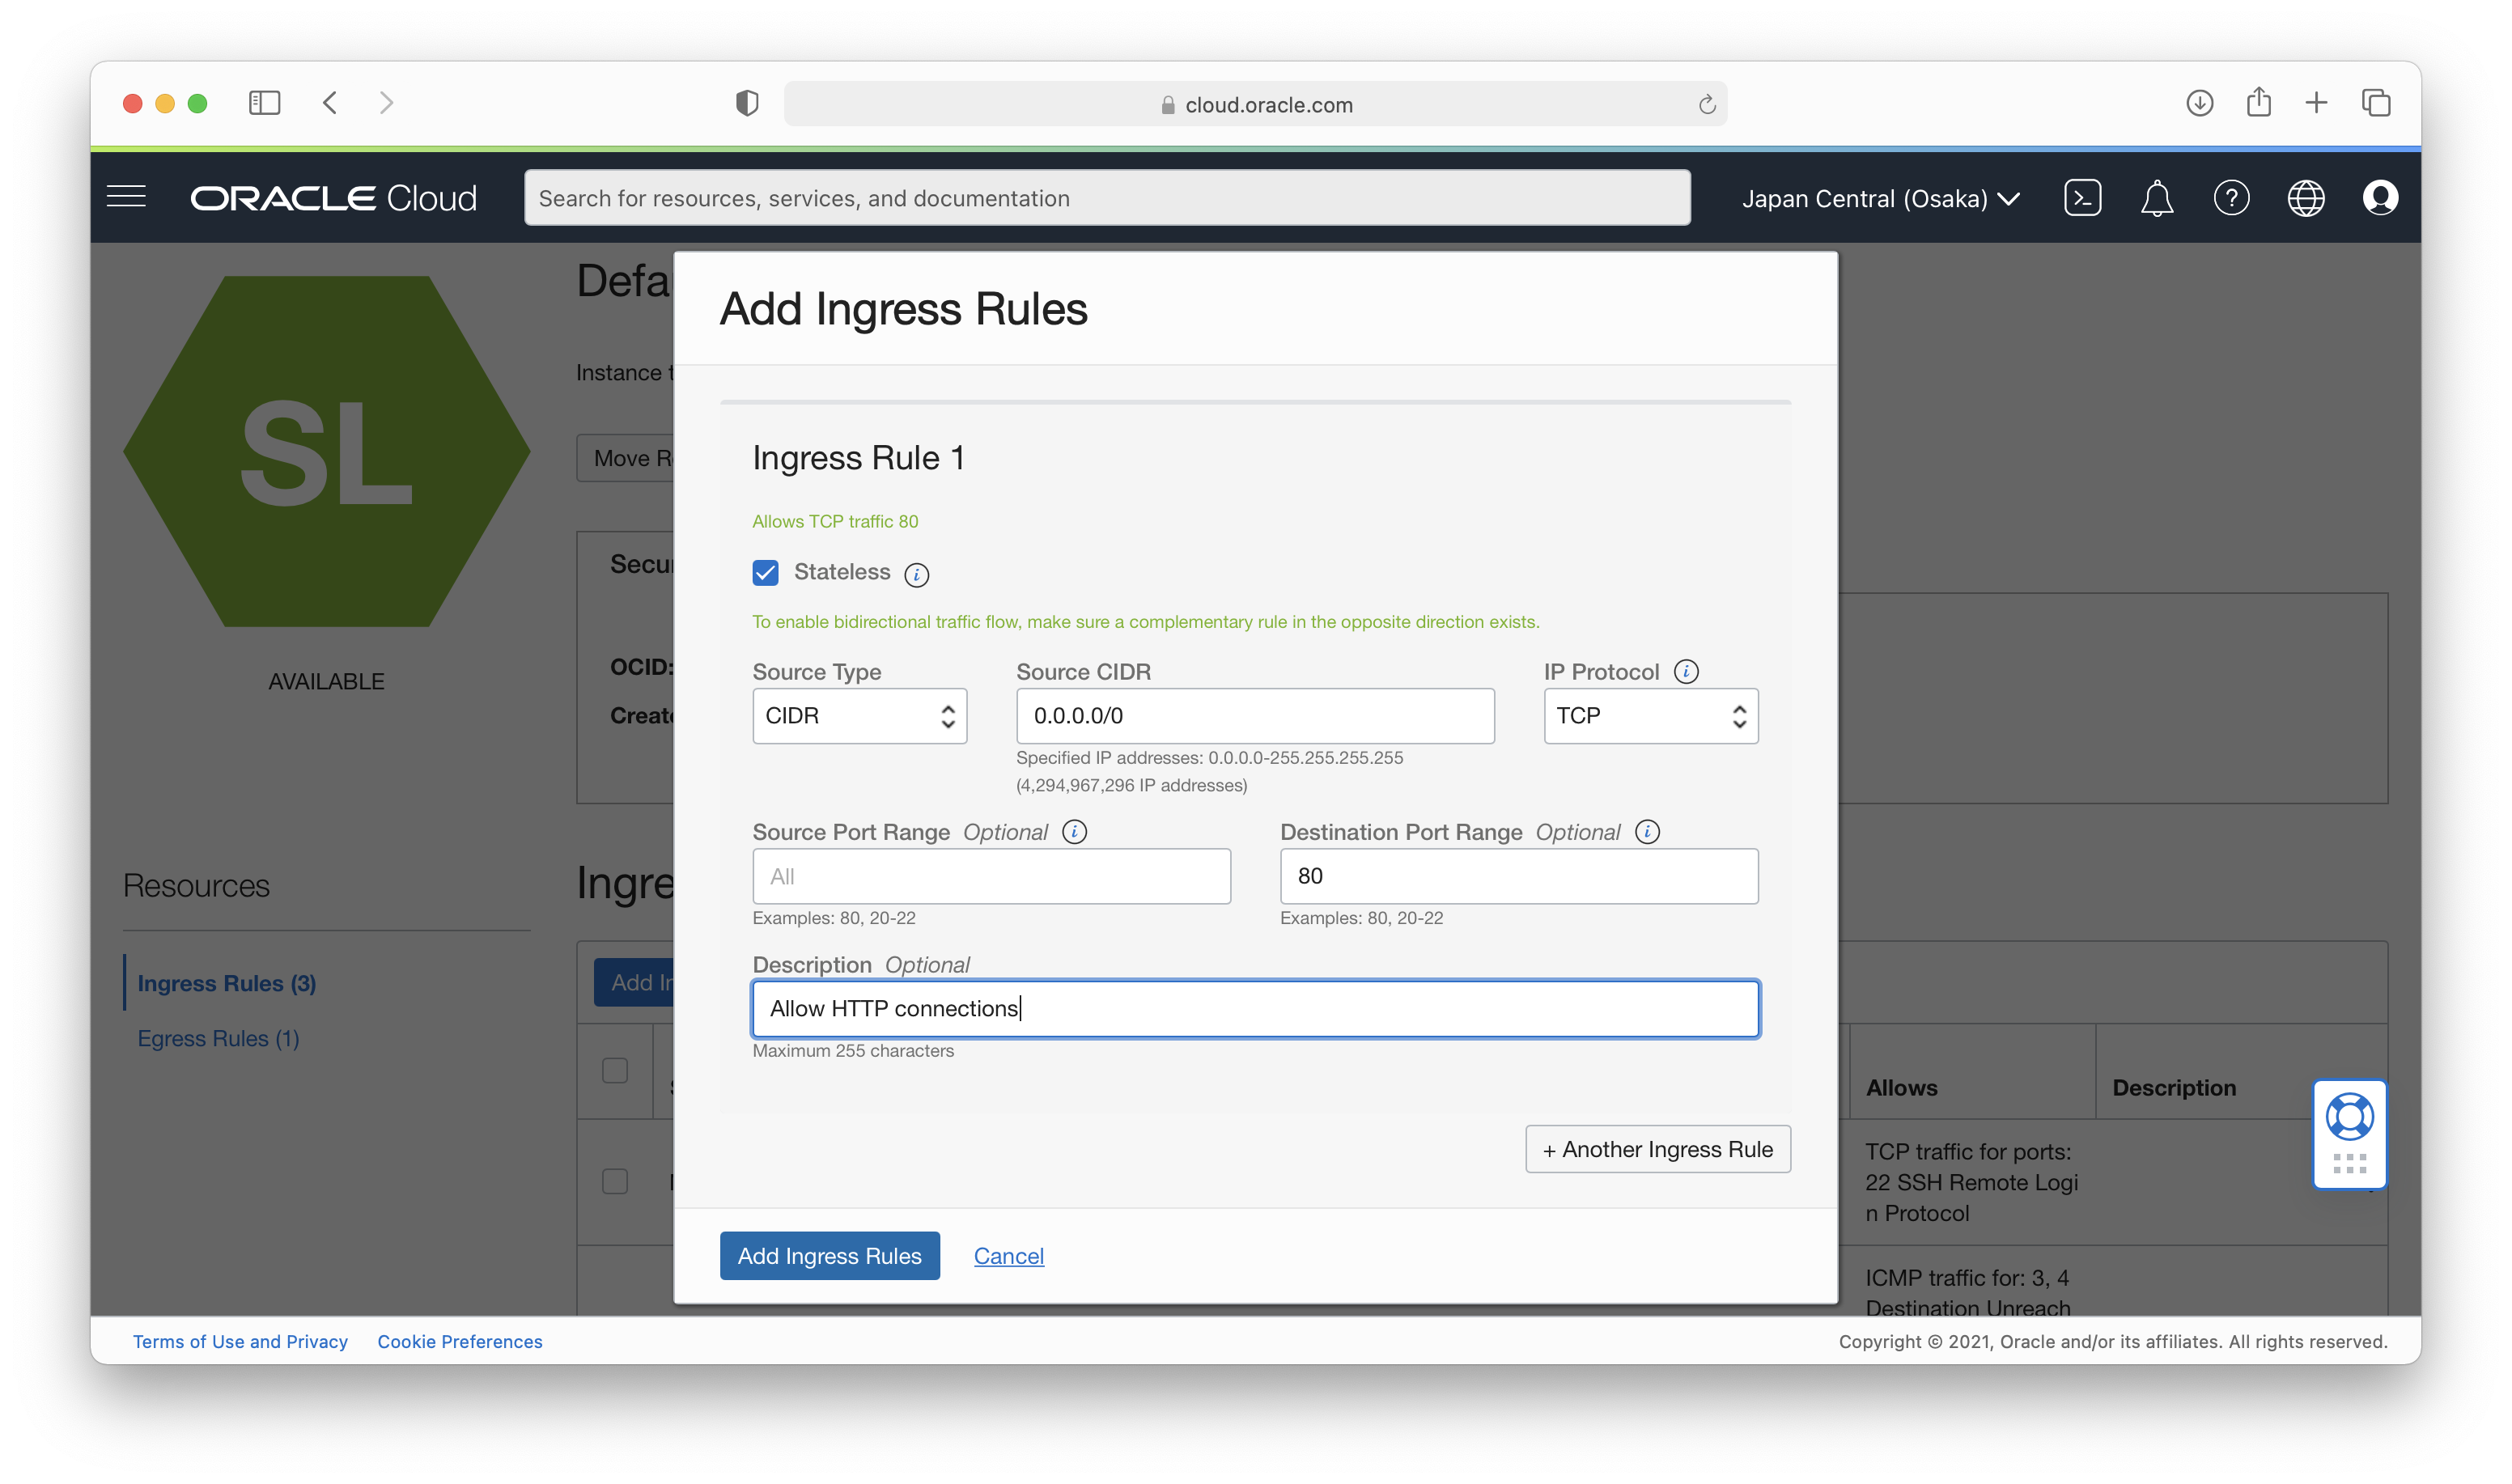 cloud.oracle.com
ORACLE Cloud
Search for resources, services, and documentation
Japan Central (Osaka)
SL
AVAILABLE
Resources
Ingress Rules (3)
Egress Rules (1)
Instance
Add Ingress Rules
Ingress Rule 1
Allows TCP traffic 80
Stateless
To enable bidirectional traffic flow, make sure a complementary rule in the opposite direction exists.
Source Type
Source CIDR
IP Protocol
CIDR
0.0.0.0/0
TCP
Specified IP addresses: 0.0.0.0-255.255.255.255
(4,294,967,296 IP addresses)
Source Port Range Optional
Destination Port Range Optional
All
80
Examples: 80, 20-22
Examples: 80, 20-22
Description Optional
Allow HTTP connections
Maximum 255 characters
+ Another Ingress Rule
Add Ingress Rules
Cancel
Move
OCID:
Add
Allows
Description
TCP traffic for ports:
22 SSH Remote Logi
n Protocol
ICMP traffic for: 3, 4
Destination Unreach
Terms of Use and Privacy
Cookie Preferences
Copyright © 2021, Oracle and/or its affiliates. All rights reserved.